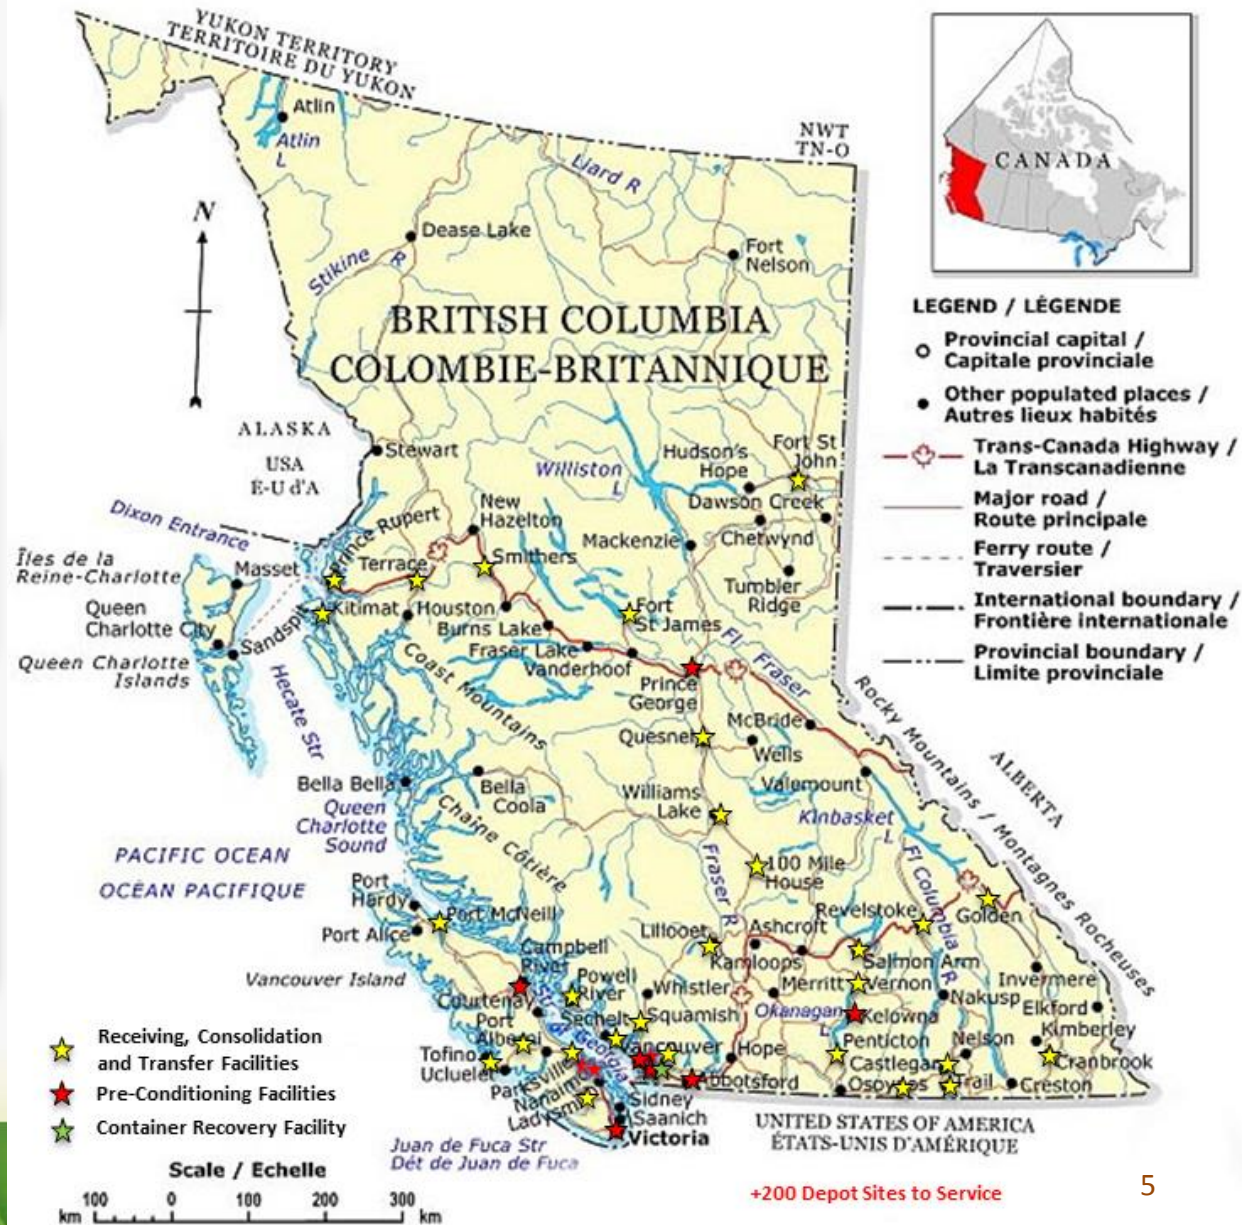 YUKON TERRITORY
TERRITOIRE DU YUKON
Atlin
Atlin
L
NWT
TN-O
Liard R
CANADA
N
Dease Lake
Stikine R
Fort
Nelson
BRITISH COLUMBIA
COLOMBIE-BRITANNIQUE
LEGEND / LÉGENDE
Provincial capital /
Capitale provinciale
Other populated places /
Autres lieux habités
Trans-Canada Highway /
La Transcanadienne
Major road /
Route principale
Ferry route /
Traversier
International boundary /
Frontière internationale
Provincial boundary /
Limite provinciale
ALASKA
USA
É-U d'A
Stewart
Williston
L
Hudson's
Hope
Fort St
John
Dawson Creek
Chetwynd
Mackenzie
Tumbler
Ridge
Dixon Entrance
Prince Rupert
New
Hazelton
Terrace
Smithers
Îles de la
Reine-Charlotte
Masset
Queen
Charlotte City
Sandspit
Queen Charlotte
Islands
Kitimat
Houston
Burns Lake
Fraser Lake
Vanderhoof
Fort
St James
Prince
George
Fl Fraser
Hecate Str
Coast Mountains
McBride
Quesnel
Wells
Valemount
Rocky Mountains / Montagnes Rocheuses
ALBERTA
Bella Bella
Bella
Coola
Williams
Lake
Kinbasket
L
Queen
Charlotte
Sound
Chaîne Côtière
PACIFIC OCEAN
OCÉAN PACIFIQUE
100 Mile
House
Fraser R
Fl Columbia R
Port
Hardy
Port McNeill
Port Alice
Revelstoke
Golden
Lillooet
Ashcroft
Kamloops
Salmon Arm
Vancouver Island
Campbell
River
Courtenay
Powell
River
Whistler
Merritt
Vernon
Invermere
Nakusp
Elkford
Okanagan
L
Kelowna
Kimberley
Port
Alberni
Sechelt
Squamish
Str of Georgia
Vancouver
Hope
Penticton
Nelson
Castlegar
Cranbrook
Tofino
Ucluelet
Parksville
Nanaimo
Ladysmith
Abbotsford
Osoyoos
Trail
Creston
Sidney
Saanich
Victoria
Juan de Fuca Str
Dét de Juan de Fuca
UNITED STATES OF AMERICA
ÉTATS-UNIS D'AMÉRIQUE
Receiving, Consolidation
and Transfer Facilities
Pre-Conditioning Facilities
Container Recovery Facility
Scale / Echelle
100 0 100 200 300
km km
+200 Depot Sites to Service
5